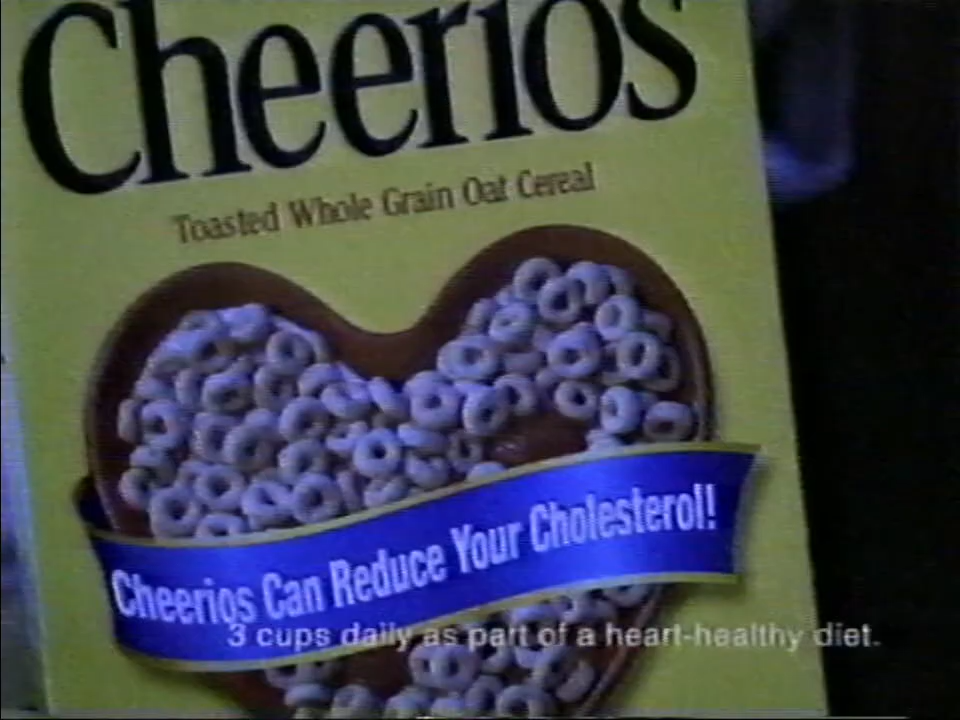 Cheerios
Toasted Whole Grain Oat Cereal
Cheerios Can Reduce Your Cholesterol!
3 cups daily as part of a heart-healthy diet.